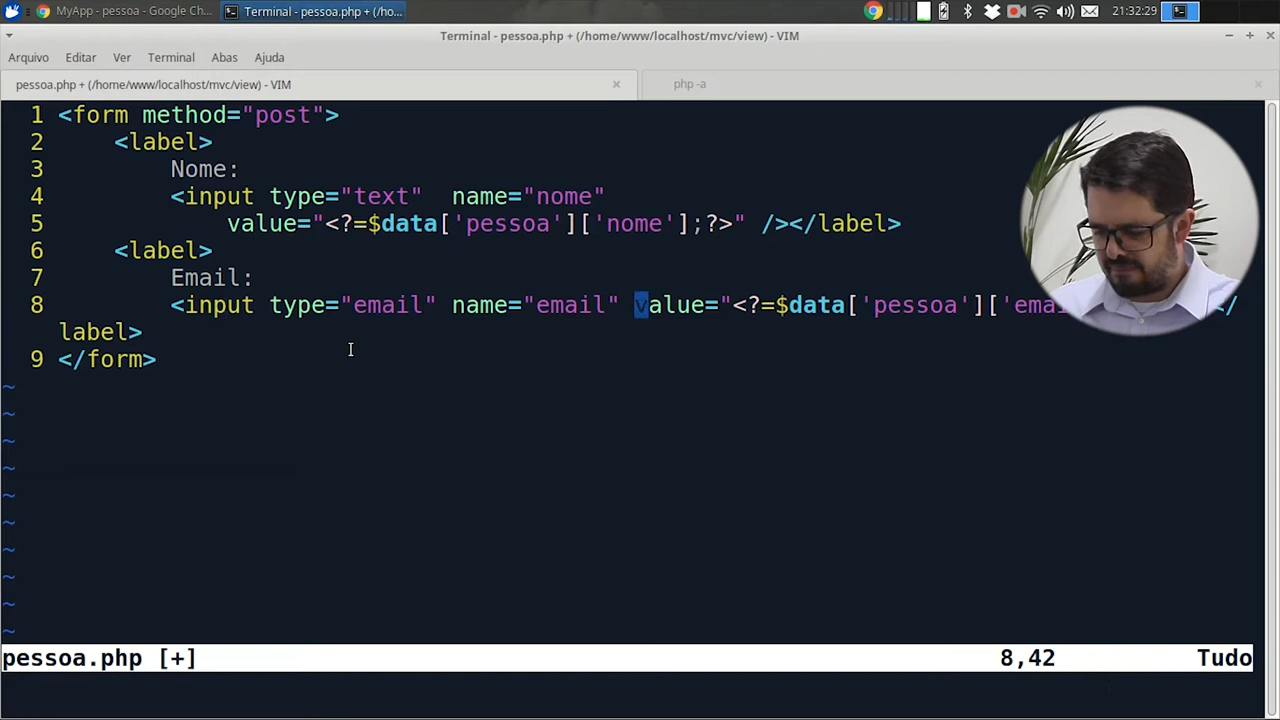 MyApp - pessoa - Google Ch...
Terminal - pessoa.php + (/ho...
21:32:29
Terminal - pessoa.php + (/home/www/localhost/mvc/view) - VIM
Arquivo Editar Ver Terminal Abas Ajuda
pessoa.php + (/home/www/localhost/mvc/view) - VIM
php -a
1 <form method="post">
2 <label>
3 Nome:
4 <input type="text"  name="nome"
5 value="<?=$data['pessoa']['nome'];?>" /></label>
6 <label>
7 Email:
8 <input type="email" name="email" value="<?=$data['pessoa']['emai </
label>
9 </form>
~
~
~
~
~
~
~
~
~
~
pessoa.php [+] 8,42 Tudo